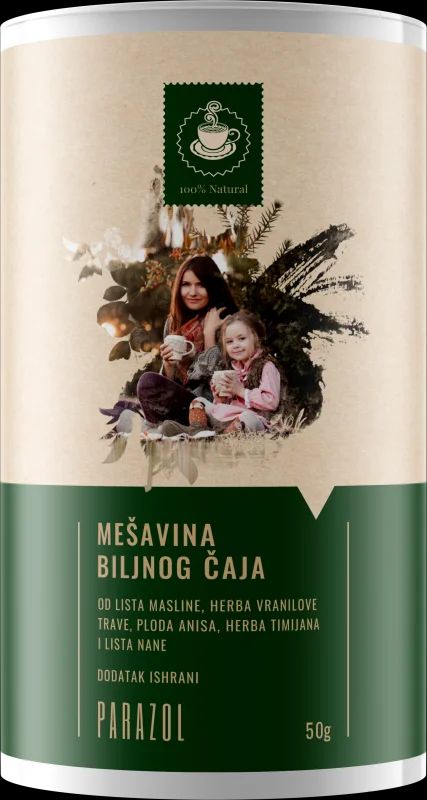 100% Natural
MEŠAVINA
BILJNOG ČAJA
OD LISTA MASLINE, HERBA VRANILOVE
TRAVE, PLODA ANISA, HERBA TIMIJANA
I LISTA NANE
DODATAK ISHRANI
PARAZOL
50g